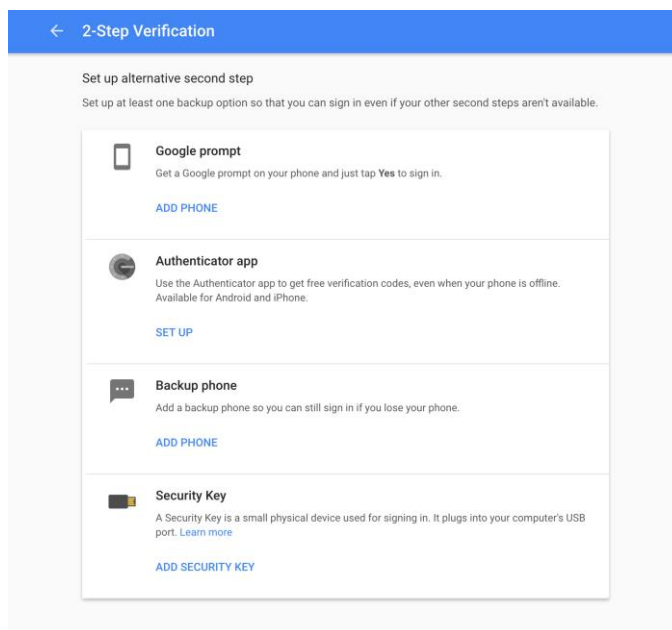 2-Step Verification
Set up alternative second step
Set up at least one backup option so that you can sign in even if your other second steps aren't available.
Google prompt
Get a Google prompt on your phone and just tap Yes to sign in.
ADD PHONE
Authenticator app
Use the Authenticator app to get free verification codes, even when your phone is offline.
Available for Android and iPhone.
SET UP
Backup phone
Add a backup phone so you can still sign in if you lose your phone.
ADD PHONE
Security Key
A Security Key is a small physical device used for signing in. It plugs into your computer's USB
port. Learn more
ADD SECURITY KEY